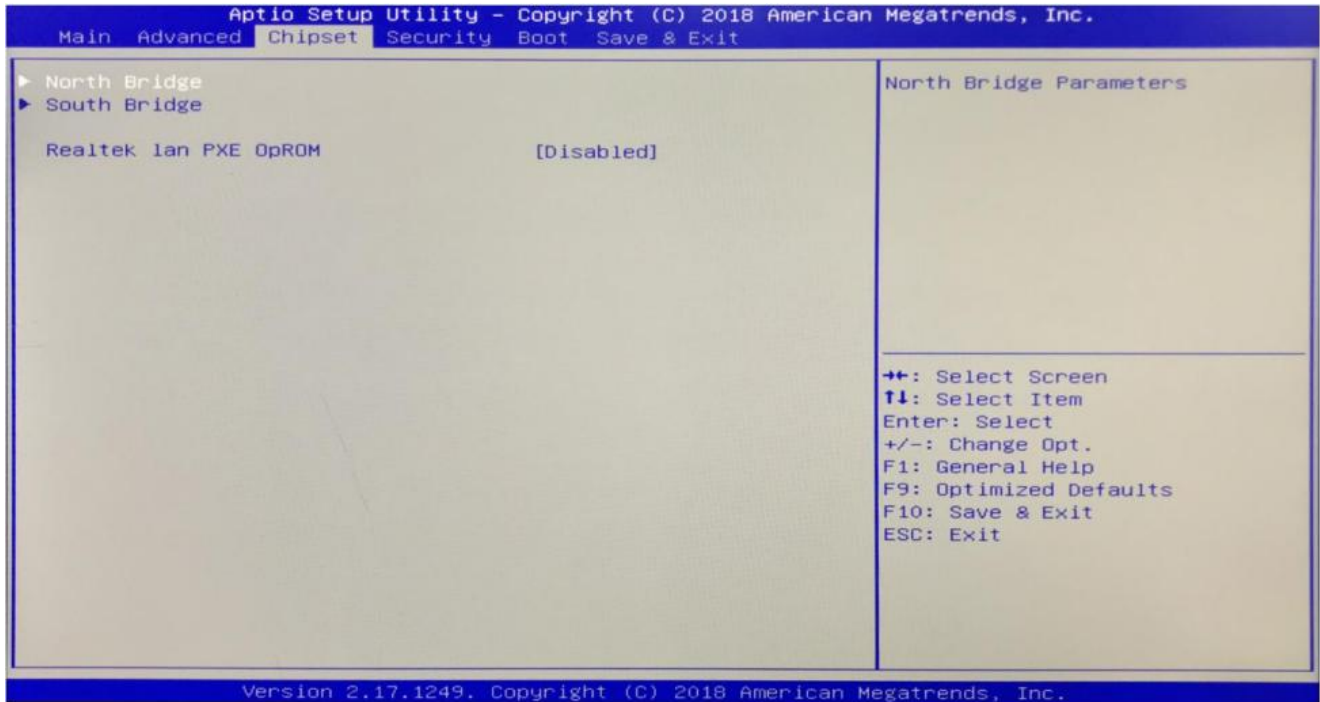 Aptio Setup Utility – Copyright (C) 2018 American Megatrends, Inc.
Main Advanced Chipset Security Boot Save & Exit
▶ North Bridge
▶ South Bridge
Realtek lan PXE OpROM [Disabled]
North Bridge Parameters
→←: Select Screen
↑↓: Select Item
Enter: Select
+/-: Change Opt.
F1: General Help
F9: Optimized Defaults
F10: Save & Exit
ESC: Exit
Version 2.17.1249. Copyright (C) 2018 American Megatrends, Inc.